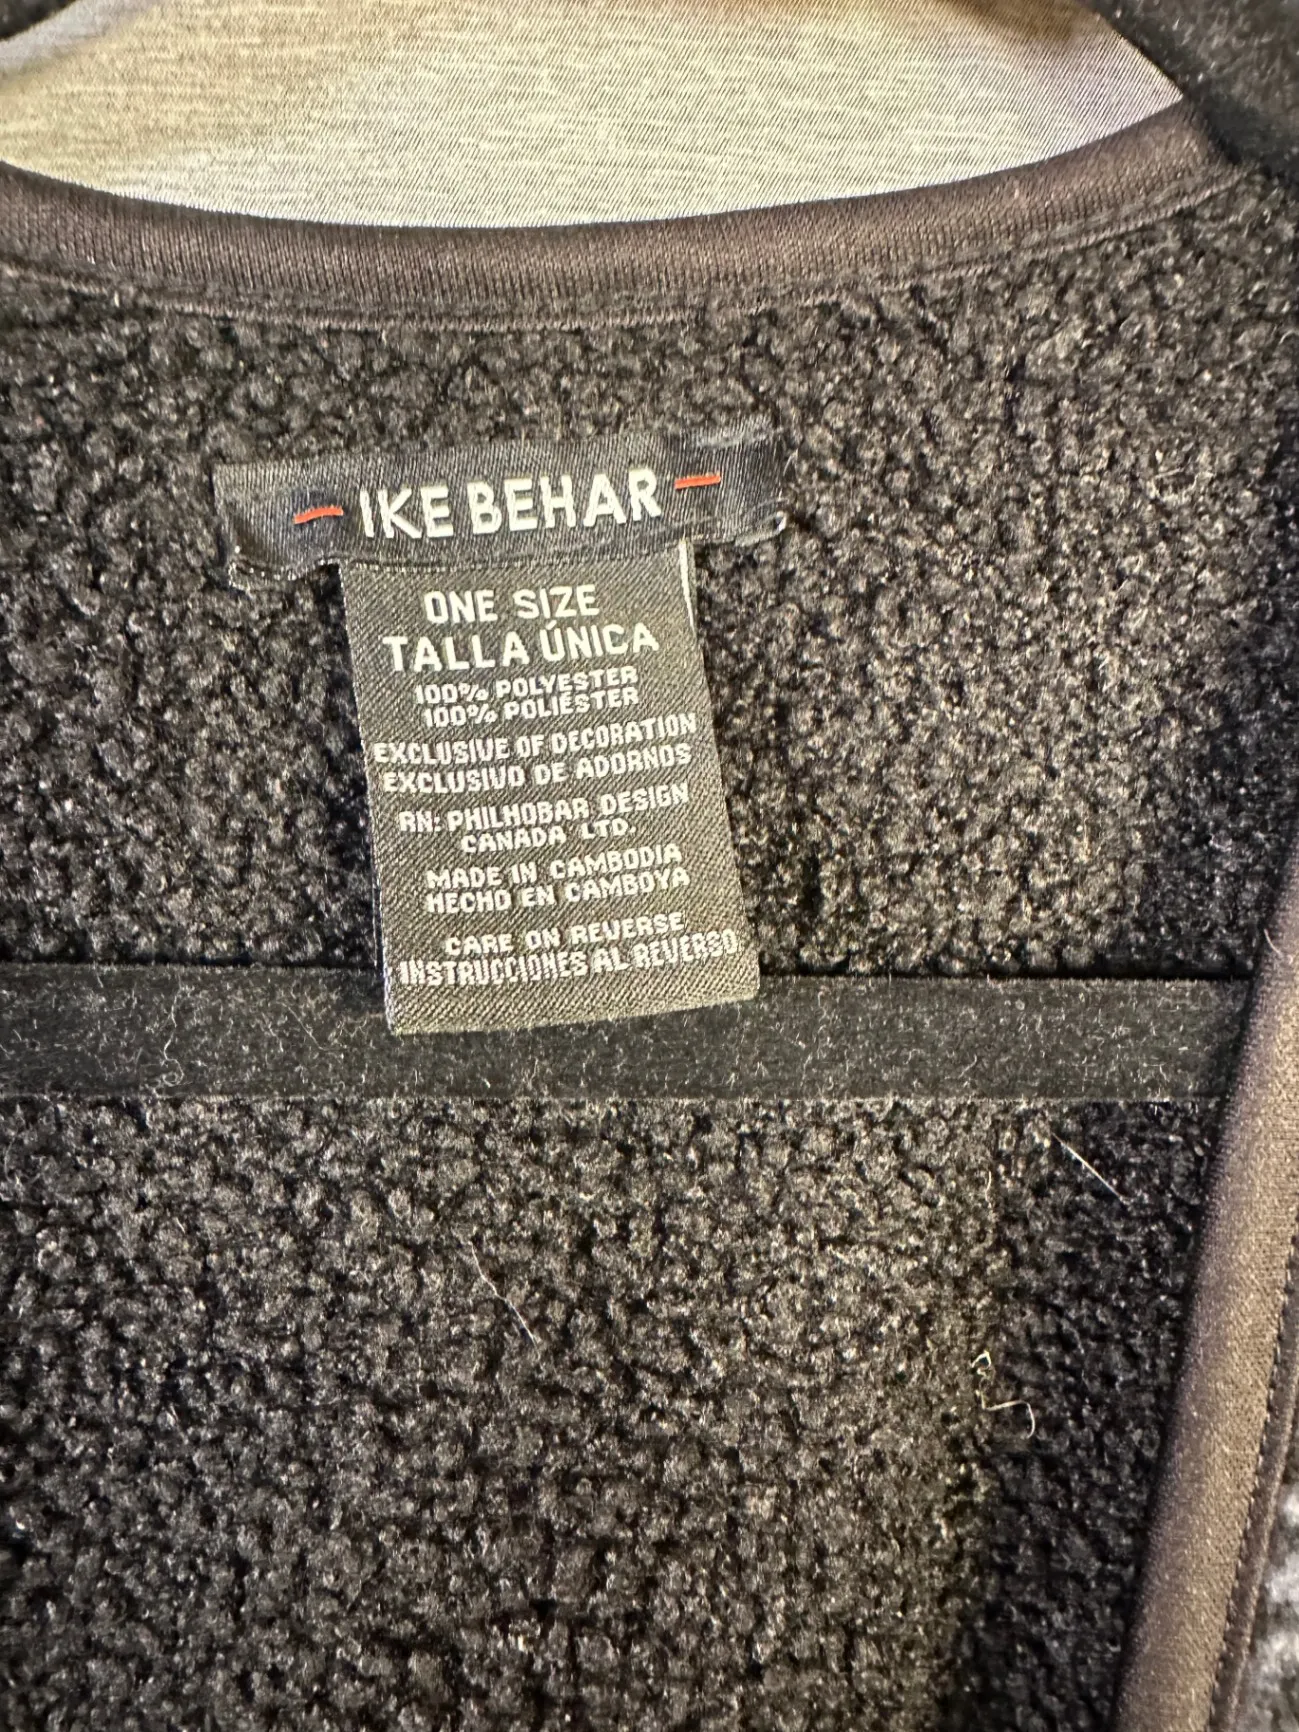 IKE BEHAR
ONE SIZE
TALLA ÚNICA
100% POLYESTER
100% POLIÉSTER
EXCLUSIVE OF DECORATION
EXCLUSIVO DE ADORNOS
RN: PHILHOBAR DESIGN
CANADA LTD.
MADE IN CAMBODIA
HECHO EN CAMBOYA
CARE ON REVERSE
INSTRUCCIONES AL REVERSO